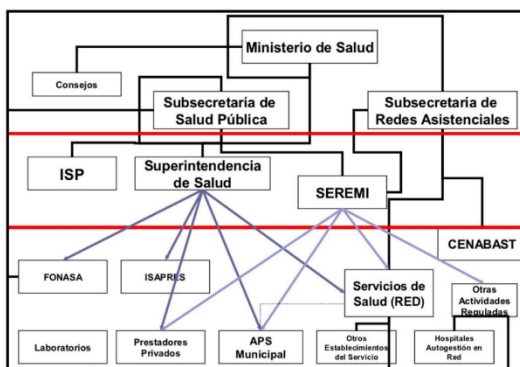 Ministerio de Salud
Consejos
Subsecretaría de
Salud Pública
Subsecretaría de
Redes Asistenciales
ISP
Superintendencia
de Salud
SEREMI
CENABAST
FONASA
ISAPRES
Servicios
de Salud (RED)
Otras
Actividades
Reguladas
Laboratorios
Prestadores
Privados
APS
Municipal
Otros
Establecimientos
del Servicio
Hospitales
Autogestión en
Red